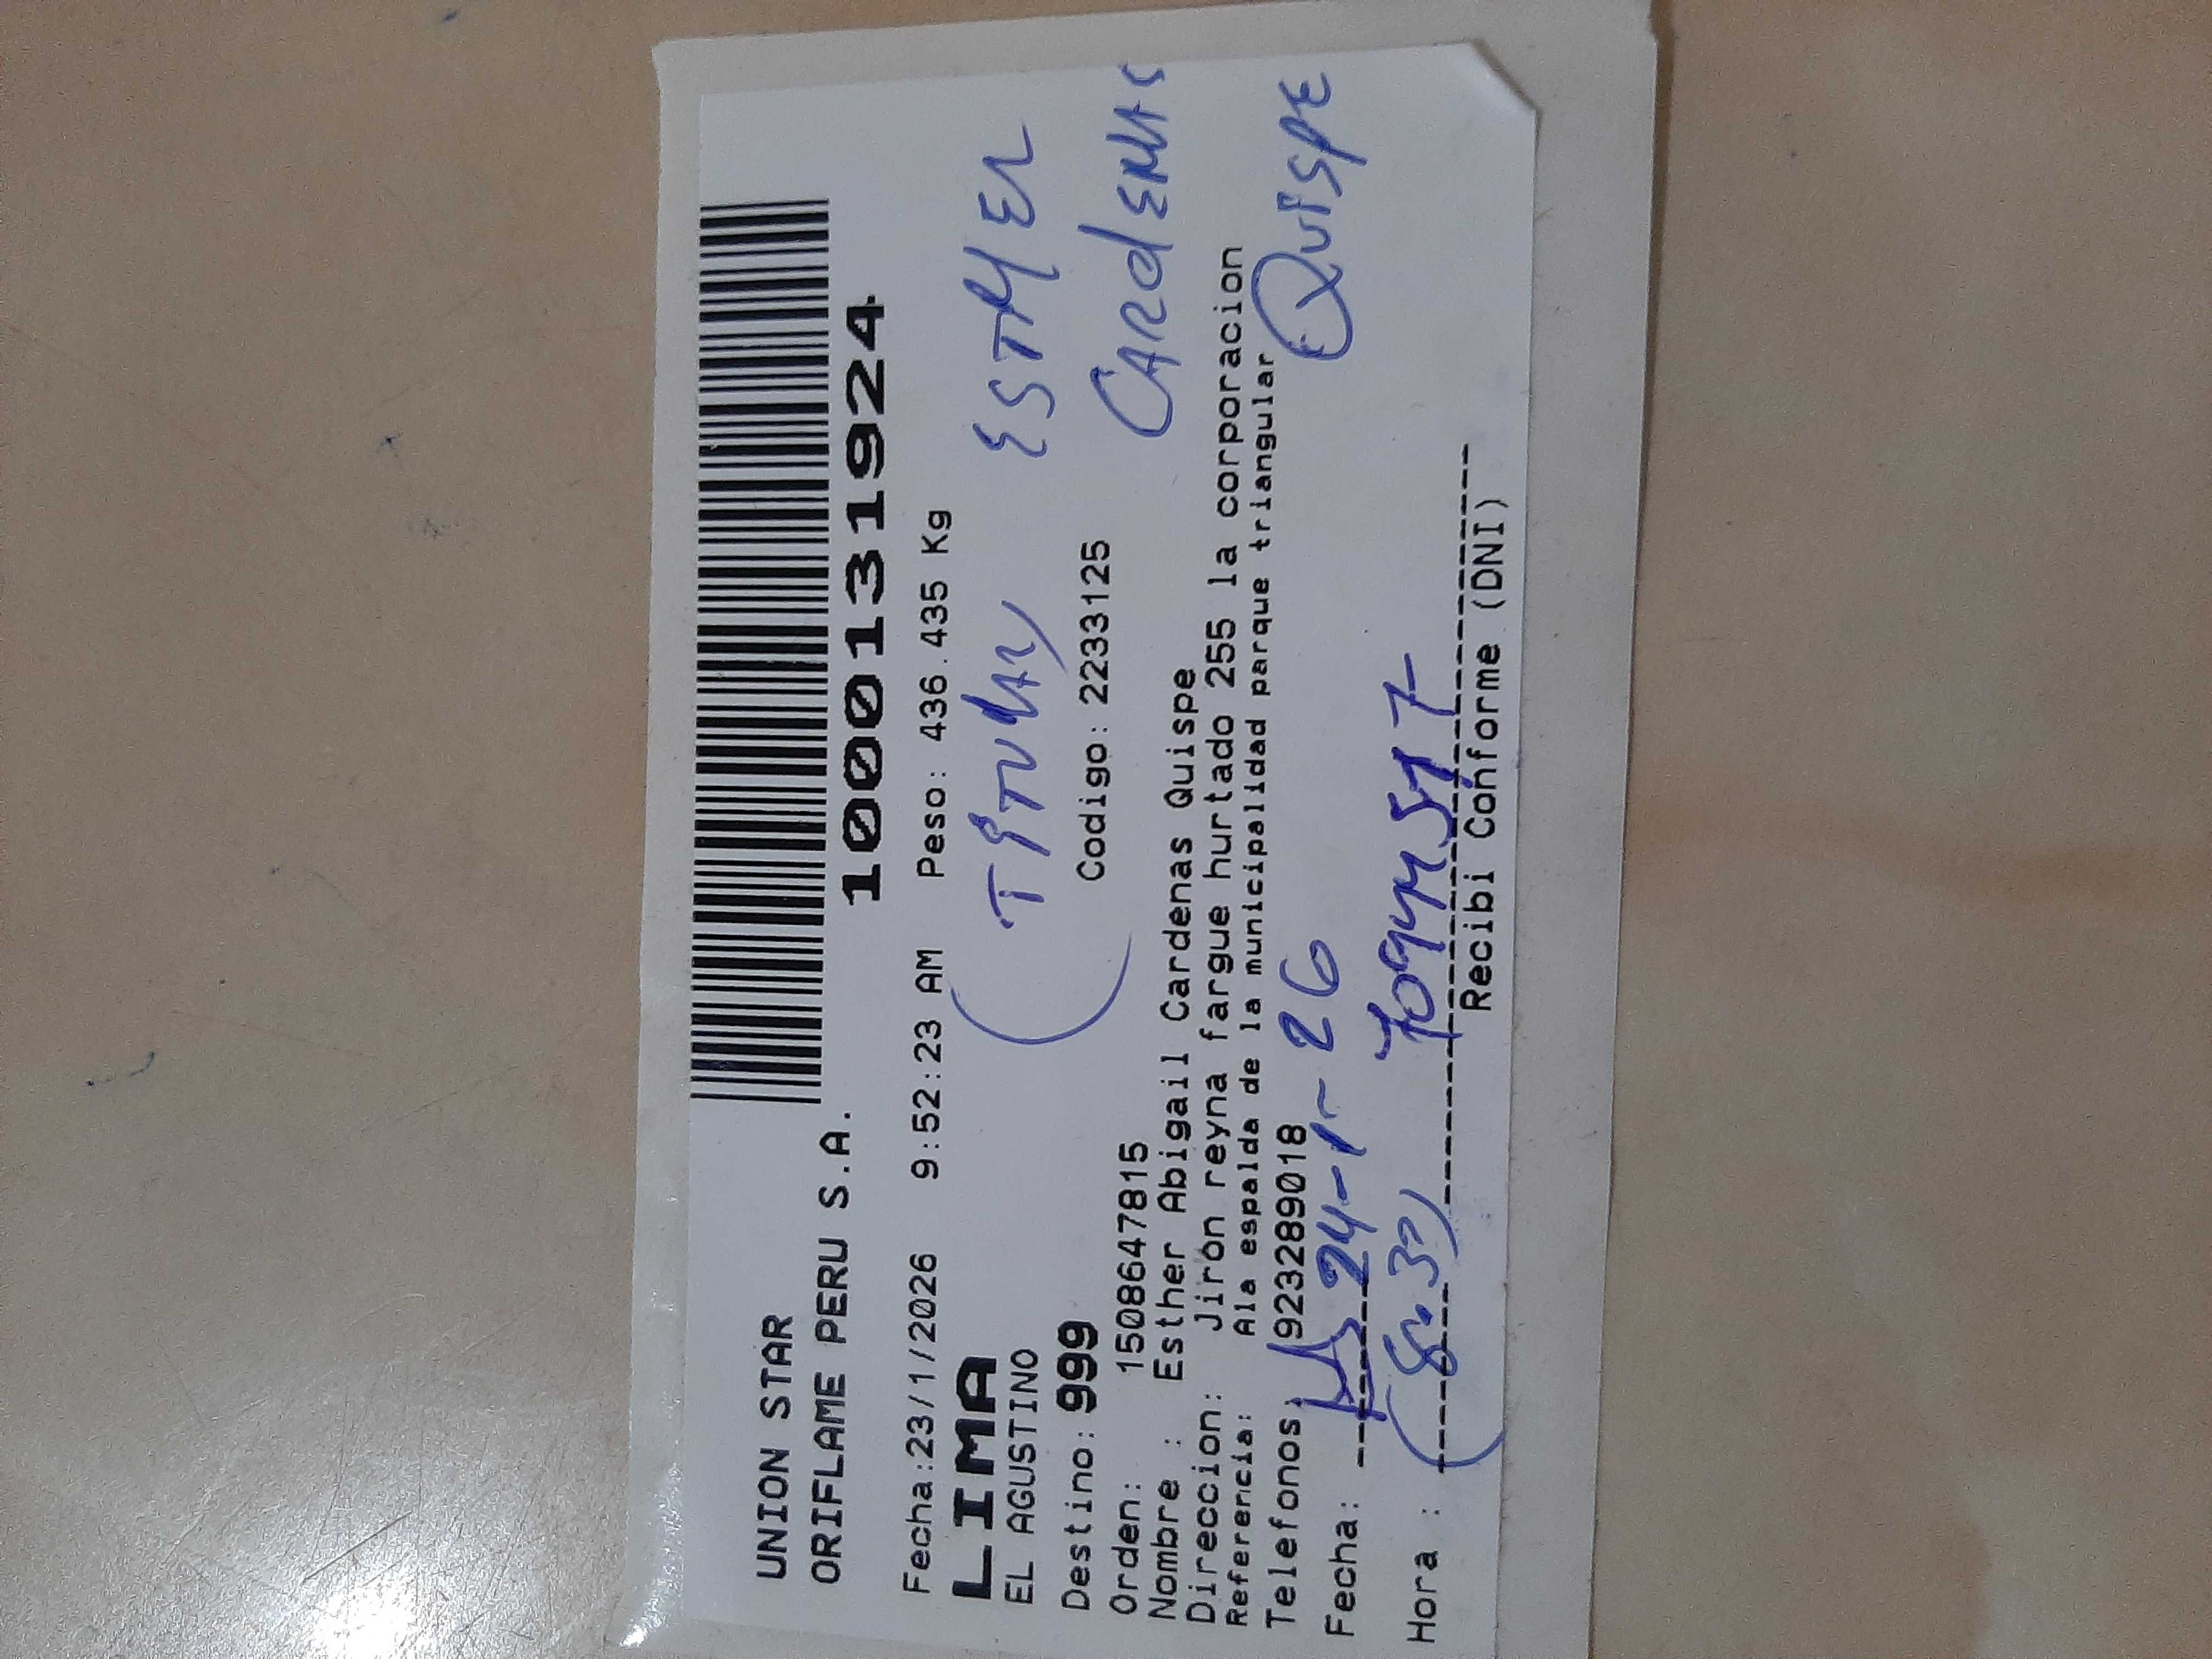 UNION STAR
ORIFLAME PERU S.A.
1000131924
Fecha:23/1/2026 9:52:23 AM Peso: 436.435 Kg
LIMA
EL AGUSTINO
TITULAR ESTHER
Destino: 999 Codigo: 2233125
CARdENAS
Orden: 1508647815
Nombre : Esther Abigail Cardenas Quispe
Direccion: Jirón reyna fargue hurtado 255 la corporacion
Referencia: Ala espalda de la municipalidad parque triangular
QUISPE
Telefonos 923289018
Fecha: 24-1-26
Hora :
Recibi Conforme (DNI)